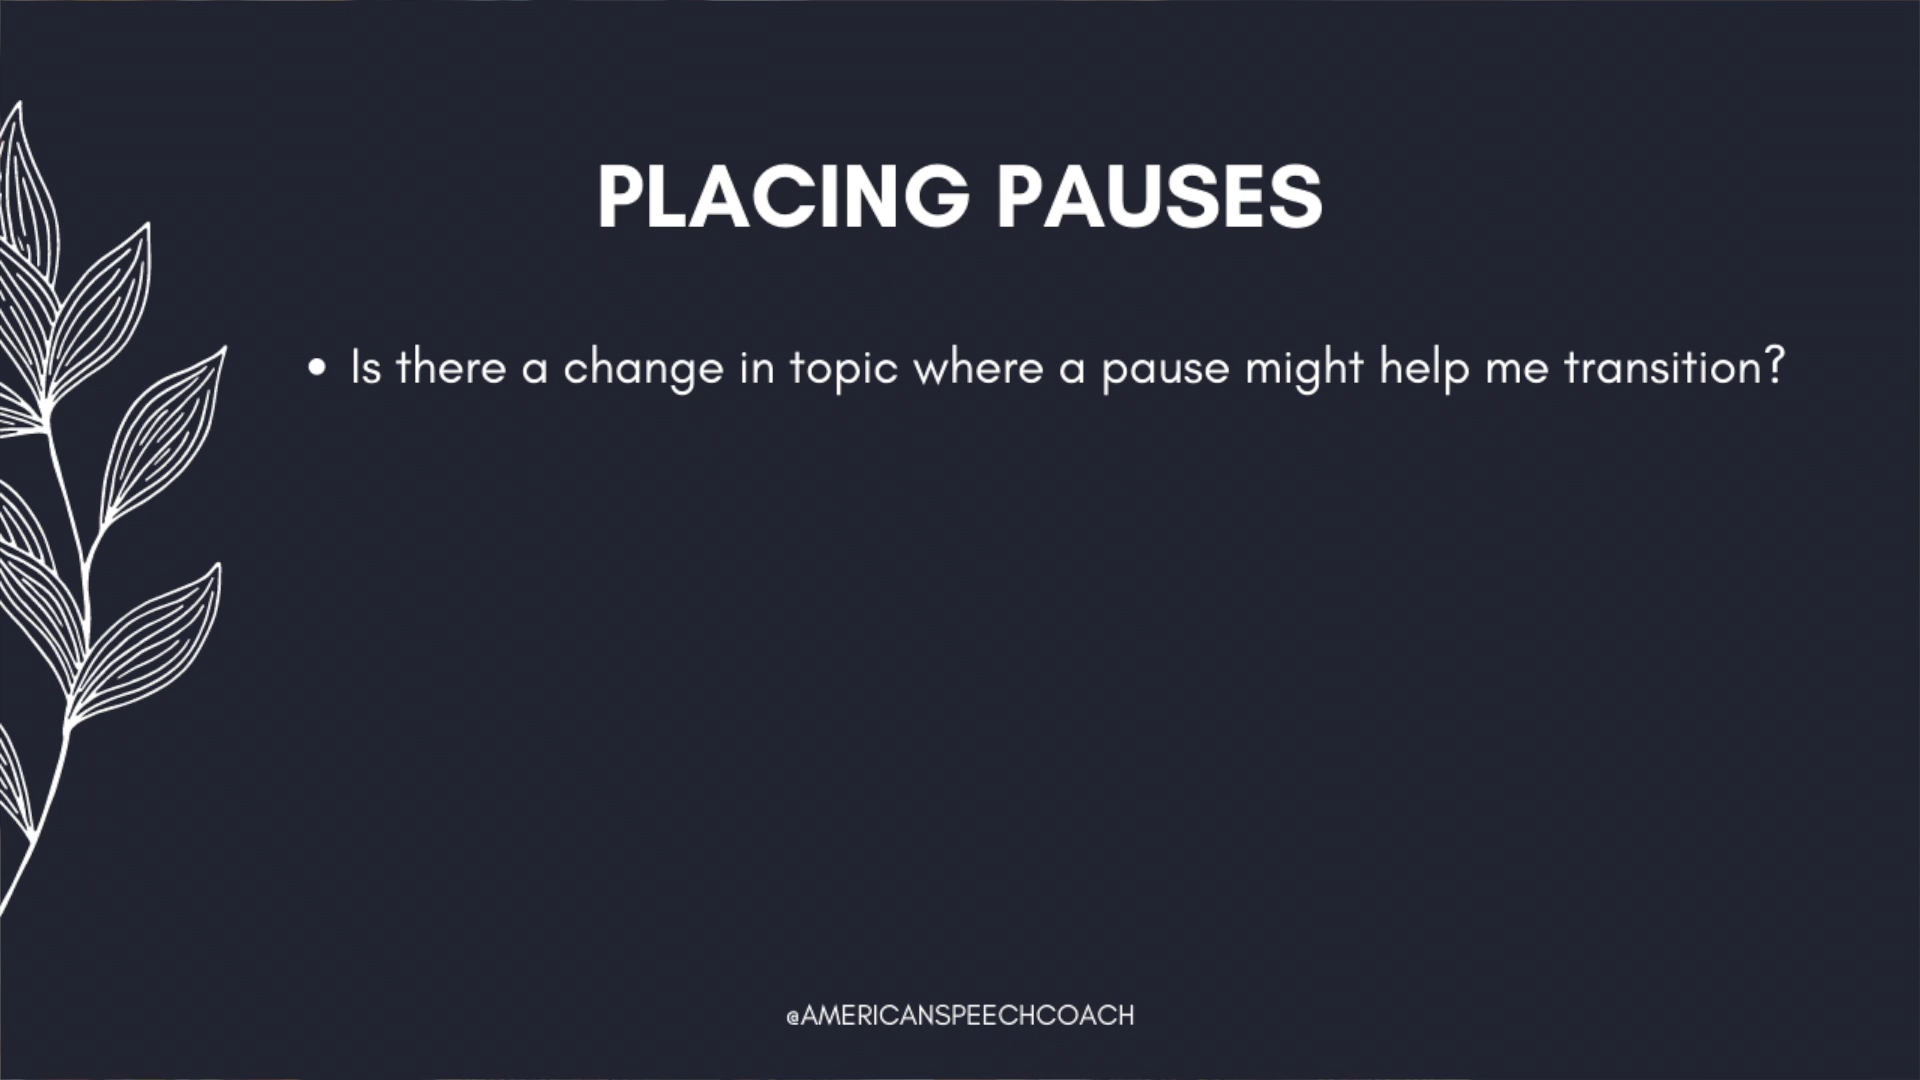 PLACING PAUSES
• Is there a change in topic where a pause might help me transition?
@AMERICANSPEECHCOACH